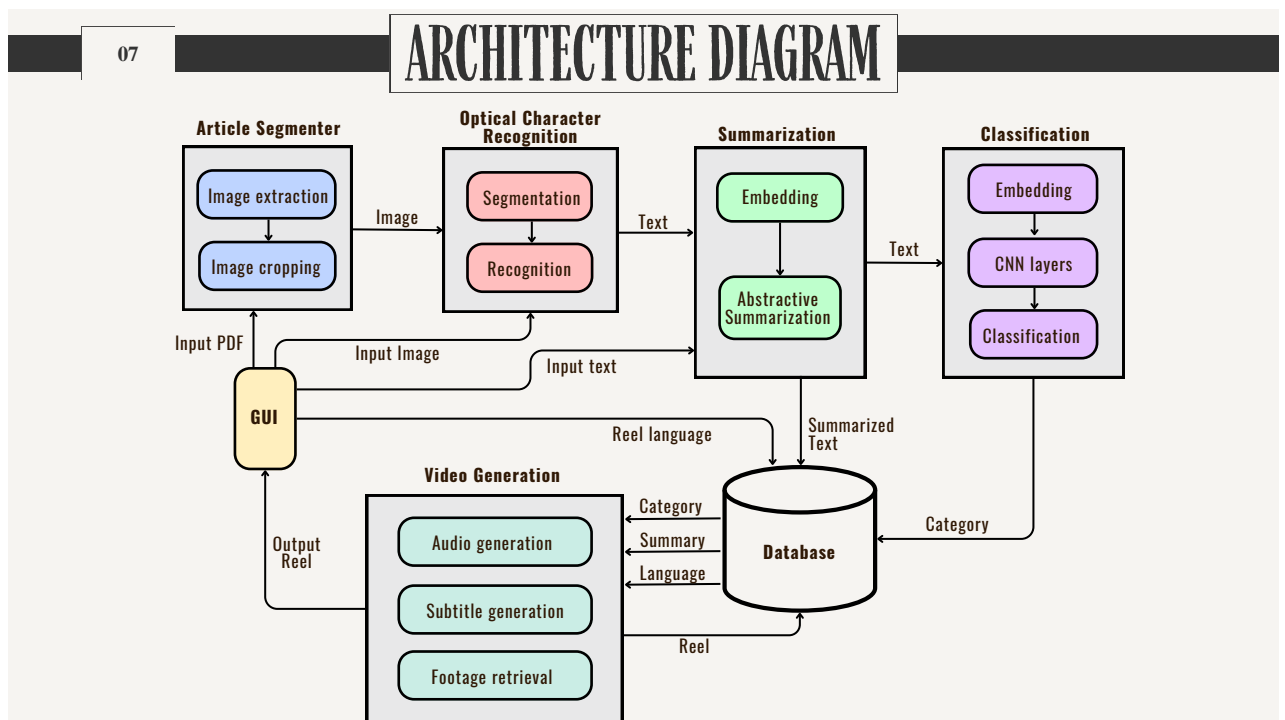 07
ARCHITECTURE DIAGRAM
Article Segmenter
Image extraction
Image cropping
Image
Optical Character
Recognition
Segmentation
Recognition
Text
Summarization
Embedding
Abstractive
Summarization
Text
Classification
Embedding
CNN layers
Classification
Input PDF
Input Image
Input text
GUI
Reel language
Summarized
Text
Video Generation
Audio generation
Subtitle generation
Footage retrieval
Output
Reel
Category
Summary
Language
Database
Category
Reel